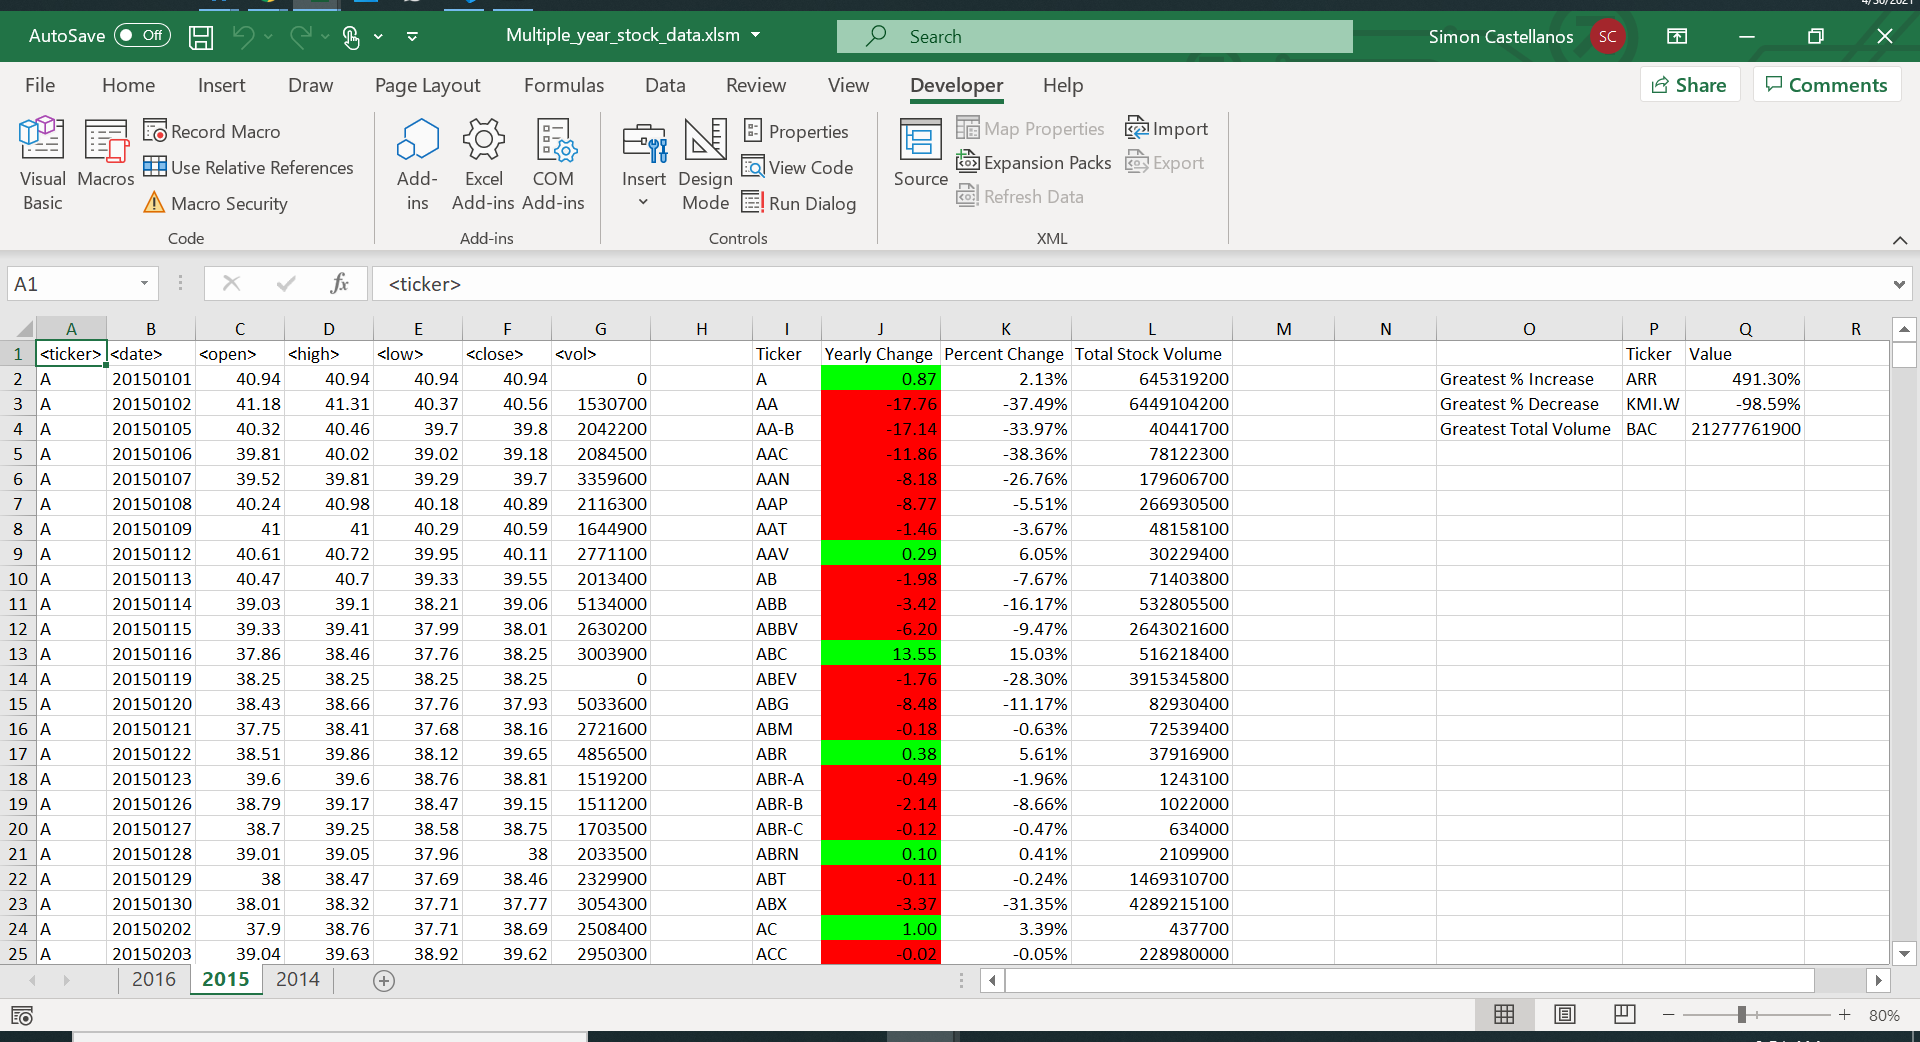 4/30/2021
AutoSave Off Multiple_year_stock_data.xlsm Search Simon Castellanos SC
File Home Insert Draw Page Layout Formulas Data Review View Developer Help Share Comments
Visual Basic Macros Record Macro Use Relative References Macro Security
Add-ins Excel Add-ins COM Add-ins
Insert Design Mode Properties View Code Run Dialog
Source Map Properties Expansion Packs Refresh Data Import Export
Code Add-ins Controls XML
A1 fx <ticker>
A B C D E F G H I J K L M N O P Q R
1 <ticker> <date> <open> <high> <low> <close> <vol> Ticker Yearly Change Percent Change Total Stock Volume Ticker Value
2 A 20150101 40.94 40.94 40.94 40.94 0 A 0.87 2.13% 645319200 Greatest % Increase ARR 491.30%
3 A 20150102 41.18 41.31 40.37 40.56 1530700 AA -17.76 -37.49% 6449104200 Greatest % Decrease KMI.W -98.59%
4 A 20150105 40.32 40.46 39.7 39.8 2042200 AA-B -17.14 -33.97% 40441700 Greatest Total Volume BAC 21277761900
5 A 20150106 39.81 40.02 39.02 39.18 2084500 AAC -11.86 -38.36% 78122300
6 A 20150107 39.52 39.81 39.29 39.7 3359600 AAN -8.18 -26.76% 179606700
7 A 20150108 40.24 40.98 40.18 40.89 2116300 AAP -8.77 -5.51% 266930500
8 A 20150109 41 41 40.29 40.59 1644900 AAT -1.46 -3.67% 48158100
9 A 20150112 40.61 40.72 39.95 40.11 2771100 AAV 0.29 6.05% 30229400
10 A 20150113 40.47 40.7 39.33 39.55 2013400 AB -1.98 -7.67% 71403800
11 A 20150114 39.03 39.1 38.21 39.06 5134000 ABB -3.42 -16.17% 532805500
12 A 20150115 39.33 39.41 37.99 38.01 2630200 ABBV -6.20 -9.47% 2643021600
13 A 20150116 37.86 38.46 37.76 38.25 3003900 ABC 13.55 15.03% 516218400
14 A 20150119 38.25 38.25 38.25 38.25 0 ABEV -1.76 -28.30% 3915345800
15 A 20150120 38.43 38.66 37.76 37.93 5033600 ABG -8.48 -11.17% 82930400
16 A 20150121 37.75 38.41 37.68 38.16 2721600 ABM -0.18 -0.63% 72539400
17 A 20150122 38.51 39.86 38.12 39.65 4856500 ABR 0.38 5.61% 37916900
18 A 20150123 39.6 39.6 38.76 38.81 1519200 ABR-A -0.49 -1.96% 1243100
19 A 20150126 38.79 39.17 38.47 39.15 1511200 ABR-B -2.14 -8.66% 1022000
20 A 20150127 38.7 39.25 38.58 38.75 1703500 ABR-C -0.12 -0.47% 634000
21 A 20150128 39.01 39.05 37.96 38 2033500 ABRN 0.10 0.41% 2109900
22 A 20150129 38 38.47 37.69 38.46 2329900 ABT -0.11 -0.24% 1469310700
23 A 20150130 38.01 38.32 37.71 37.77 3054300 ABX -3.37 -31.35% 4289215100
24 A 20150202 37.9 38.76 37.71 38.69 2508400 AC 1.00 3.39% 437700
25 A 20150203 39.04 39.63 38.92 39.62 2950300 ACC -0.02 -0.05% 228980000
2016 2015 2014
80%